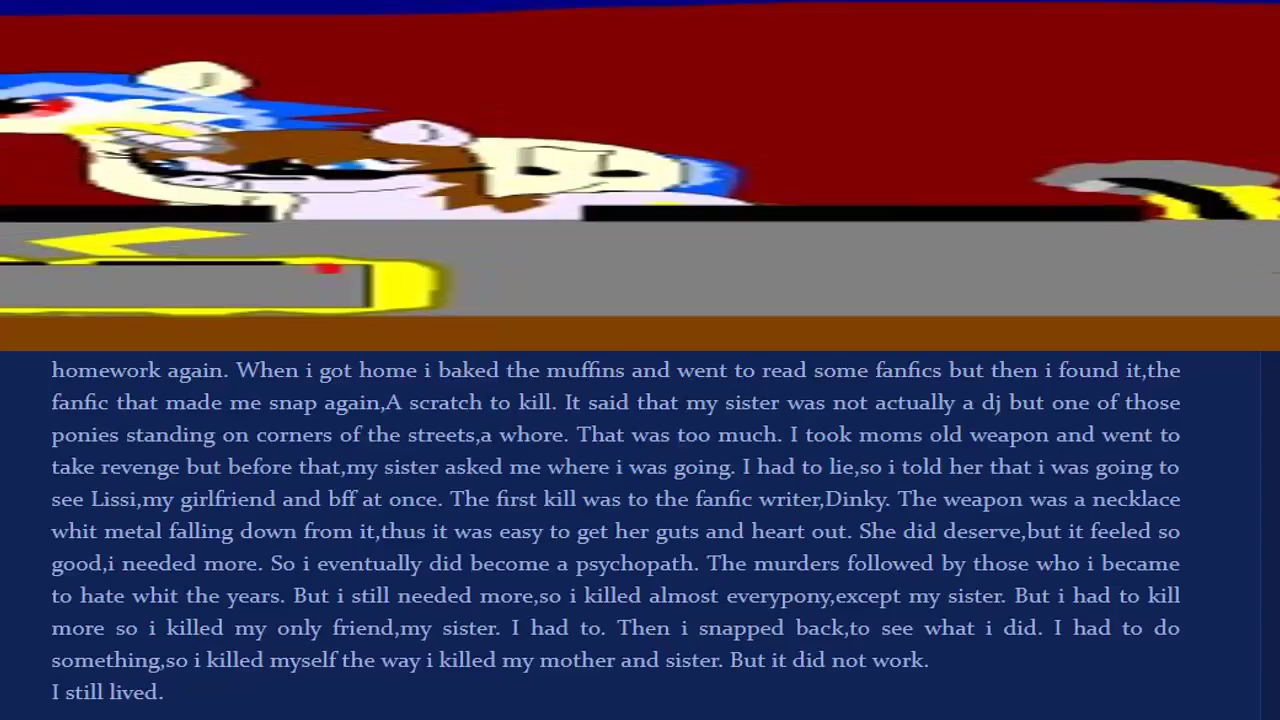 homework again. When i got home i baked the muffins and went to read some fanfics but then i found it,the
fanfic that made me snap again,A scratch to kill. It said that my sister was not actually a dj but one of those
ponies standing on corners of the streets,a whore. That was too much. I took moms old weapon and went to
take revenge but before that,my sister asked me where i was going. I had to lie,so i told her that i was going to
see Lissi,my girlfriend and bff at once. The first kill was to the fanfic writer,Dinky. The weapon was a necklace
whit metal falling down from it,thus it was easy to get her guts and heart out. She did deserve,but it feeled so
good,i needed more. So i eventually did become a psychopath. The murders followed by those who i became
to hate whit the years. But i still needed more,so i killed almost everypony,except my sister. But i had to kill
more so i killed my only friend,my sister. I had to. Then i snapped back,to see what i did. I had to do
something,so i killed myself the way i killed my mother and sister. But it did not work.
I still lived.